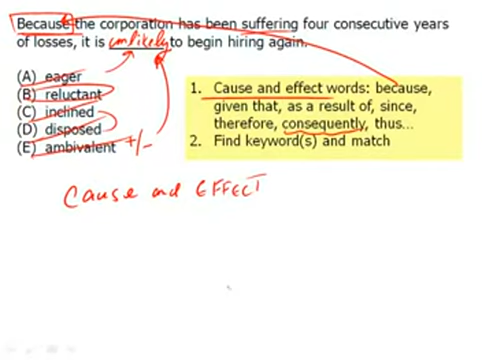 Because the corporation has been suffering four consecutive years
of losses, it is unlikely to begin hiring again.
(A) eager
(B) reluctant
(C) inclined
(D) disposed
(E) ambivalent +/-
1. Cause and effect words: because,
given that, as a result of, since,
therefore, consequently, thus...
2. Find keyword(s) and match
Cause and EFFECT